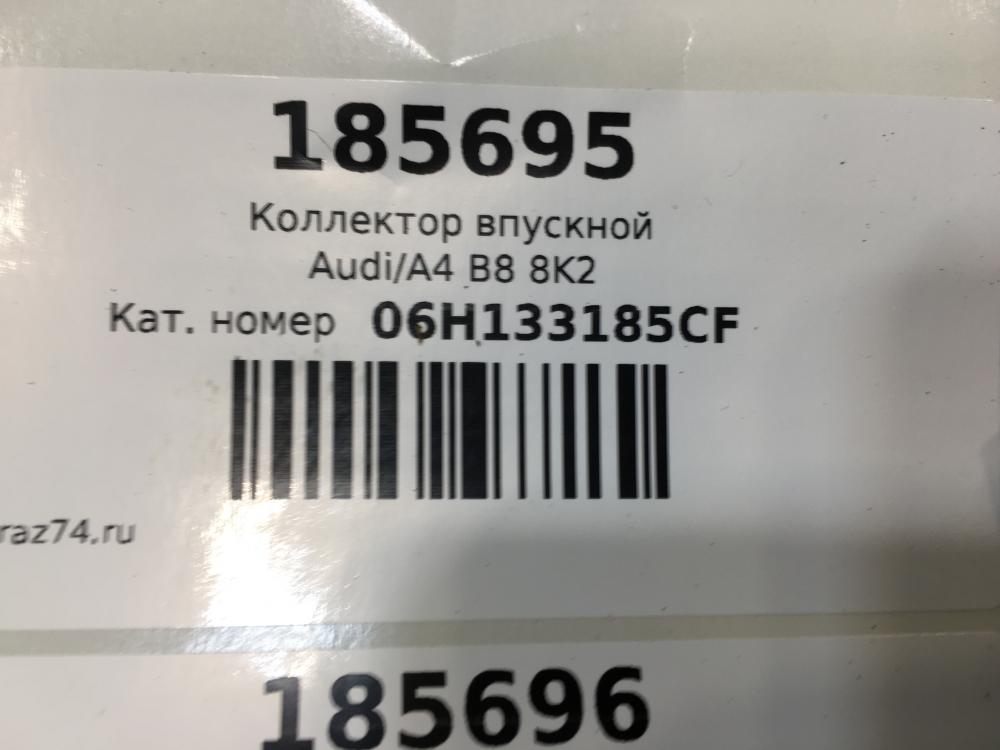 185695
Коллектор впускной
Audi/A4 B8 8K2
Кат. номер 06H133185CF
raz74.ru
185696